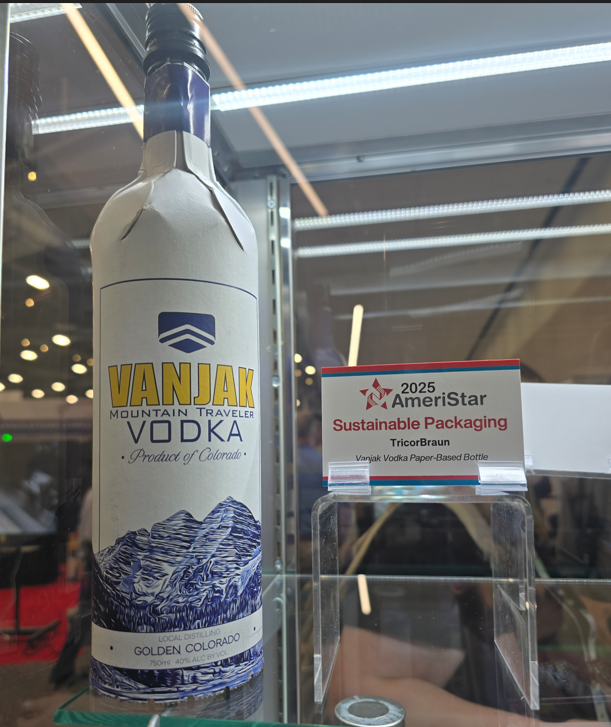 VANJAK
MOUNTAIN TRAVELER
VODKA
• Product of Colorado •
LOCAL DISTILLING
GOLDEN COLORADO
750ml 40% ALC BY VOL
2025
AmeriStar
Sustainable Packaging
TricorBraun
Vanjak Vodka Paper-Based Bottle